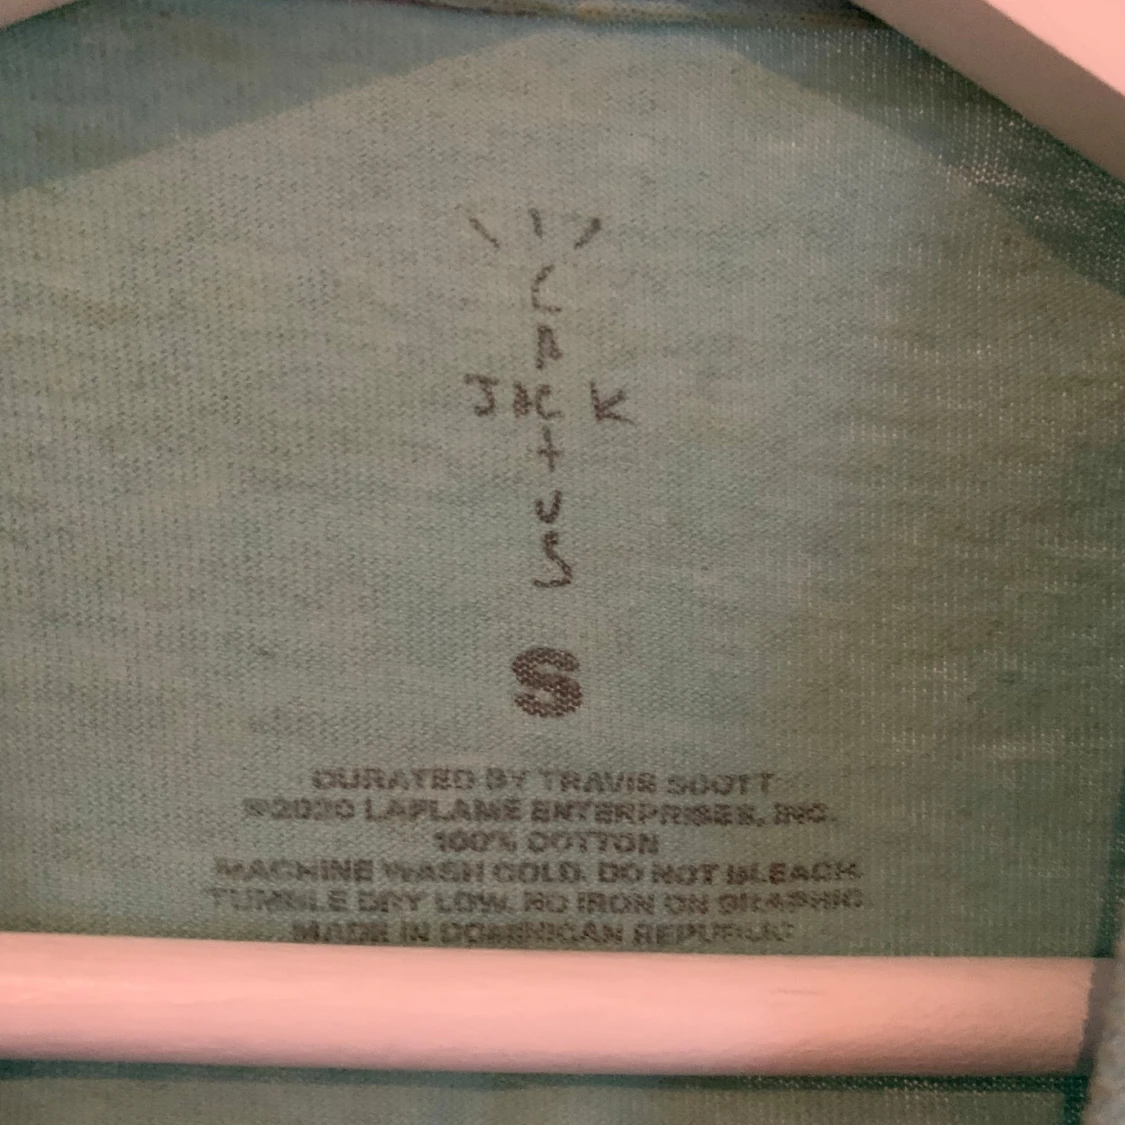 CACTUS
JACK
S
CURATED BY TRAVIS SCOTT
©2020 LAFLAME ENTERPRISES, INC.
100% COTTON
MACHINE WASH COLD. DO NOT BLEACH.
TUMBLE DRY LOW. NO IRON ON GRAPHIC.
MADE IN DOMINICAN REPUBLIC